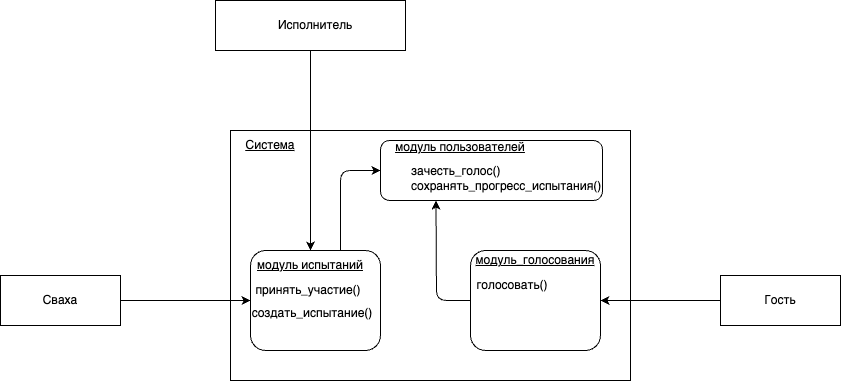 Исполнитель
Система
модуль пользователей
зачесть_голос()
сохранять_прогресс_испытания()
модуль испытаний
принять_участие()
создать_испытание()
модуль_голосования
голосовать()
Сваха
Гость